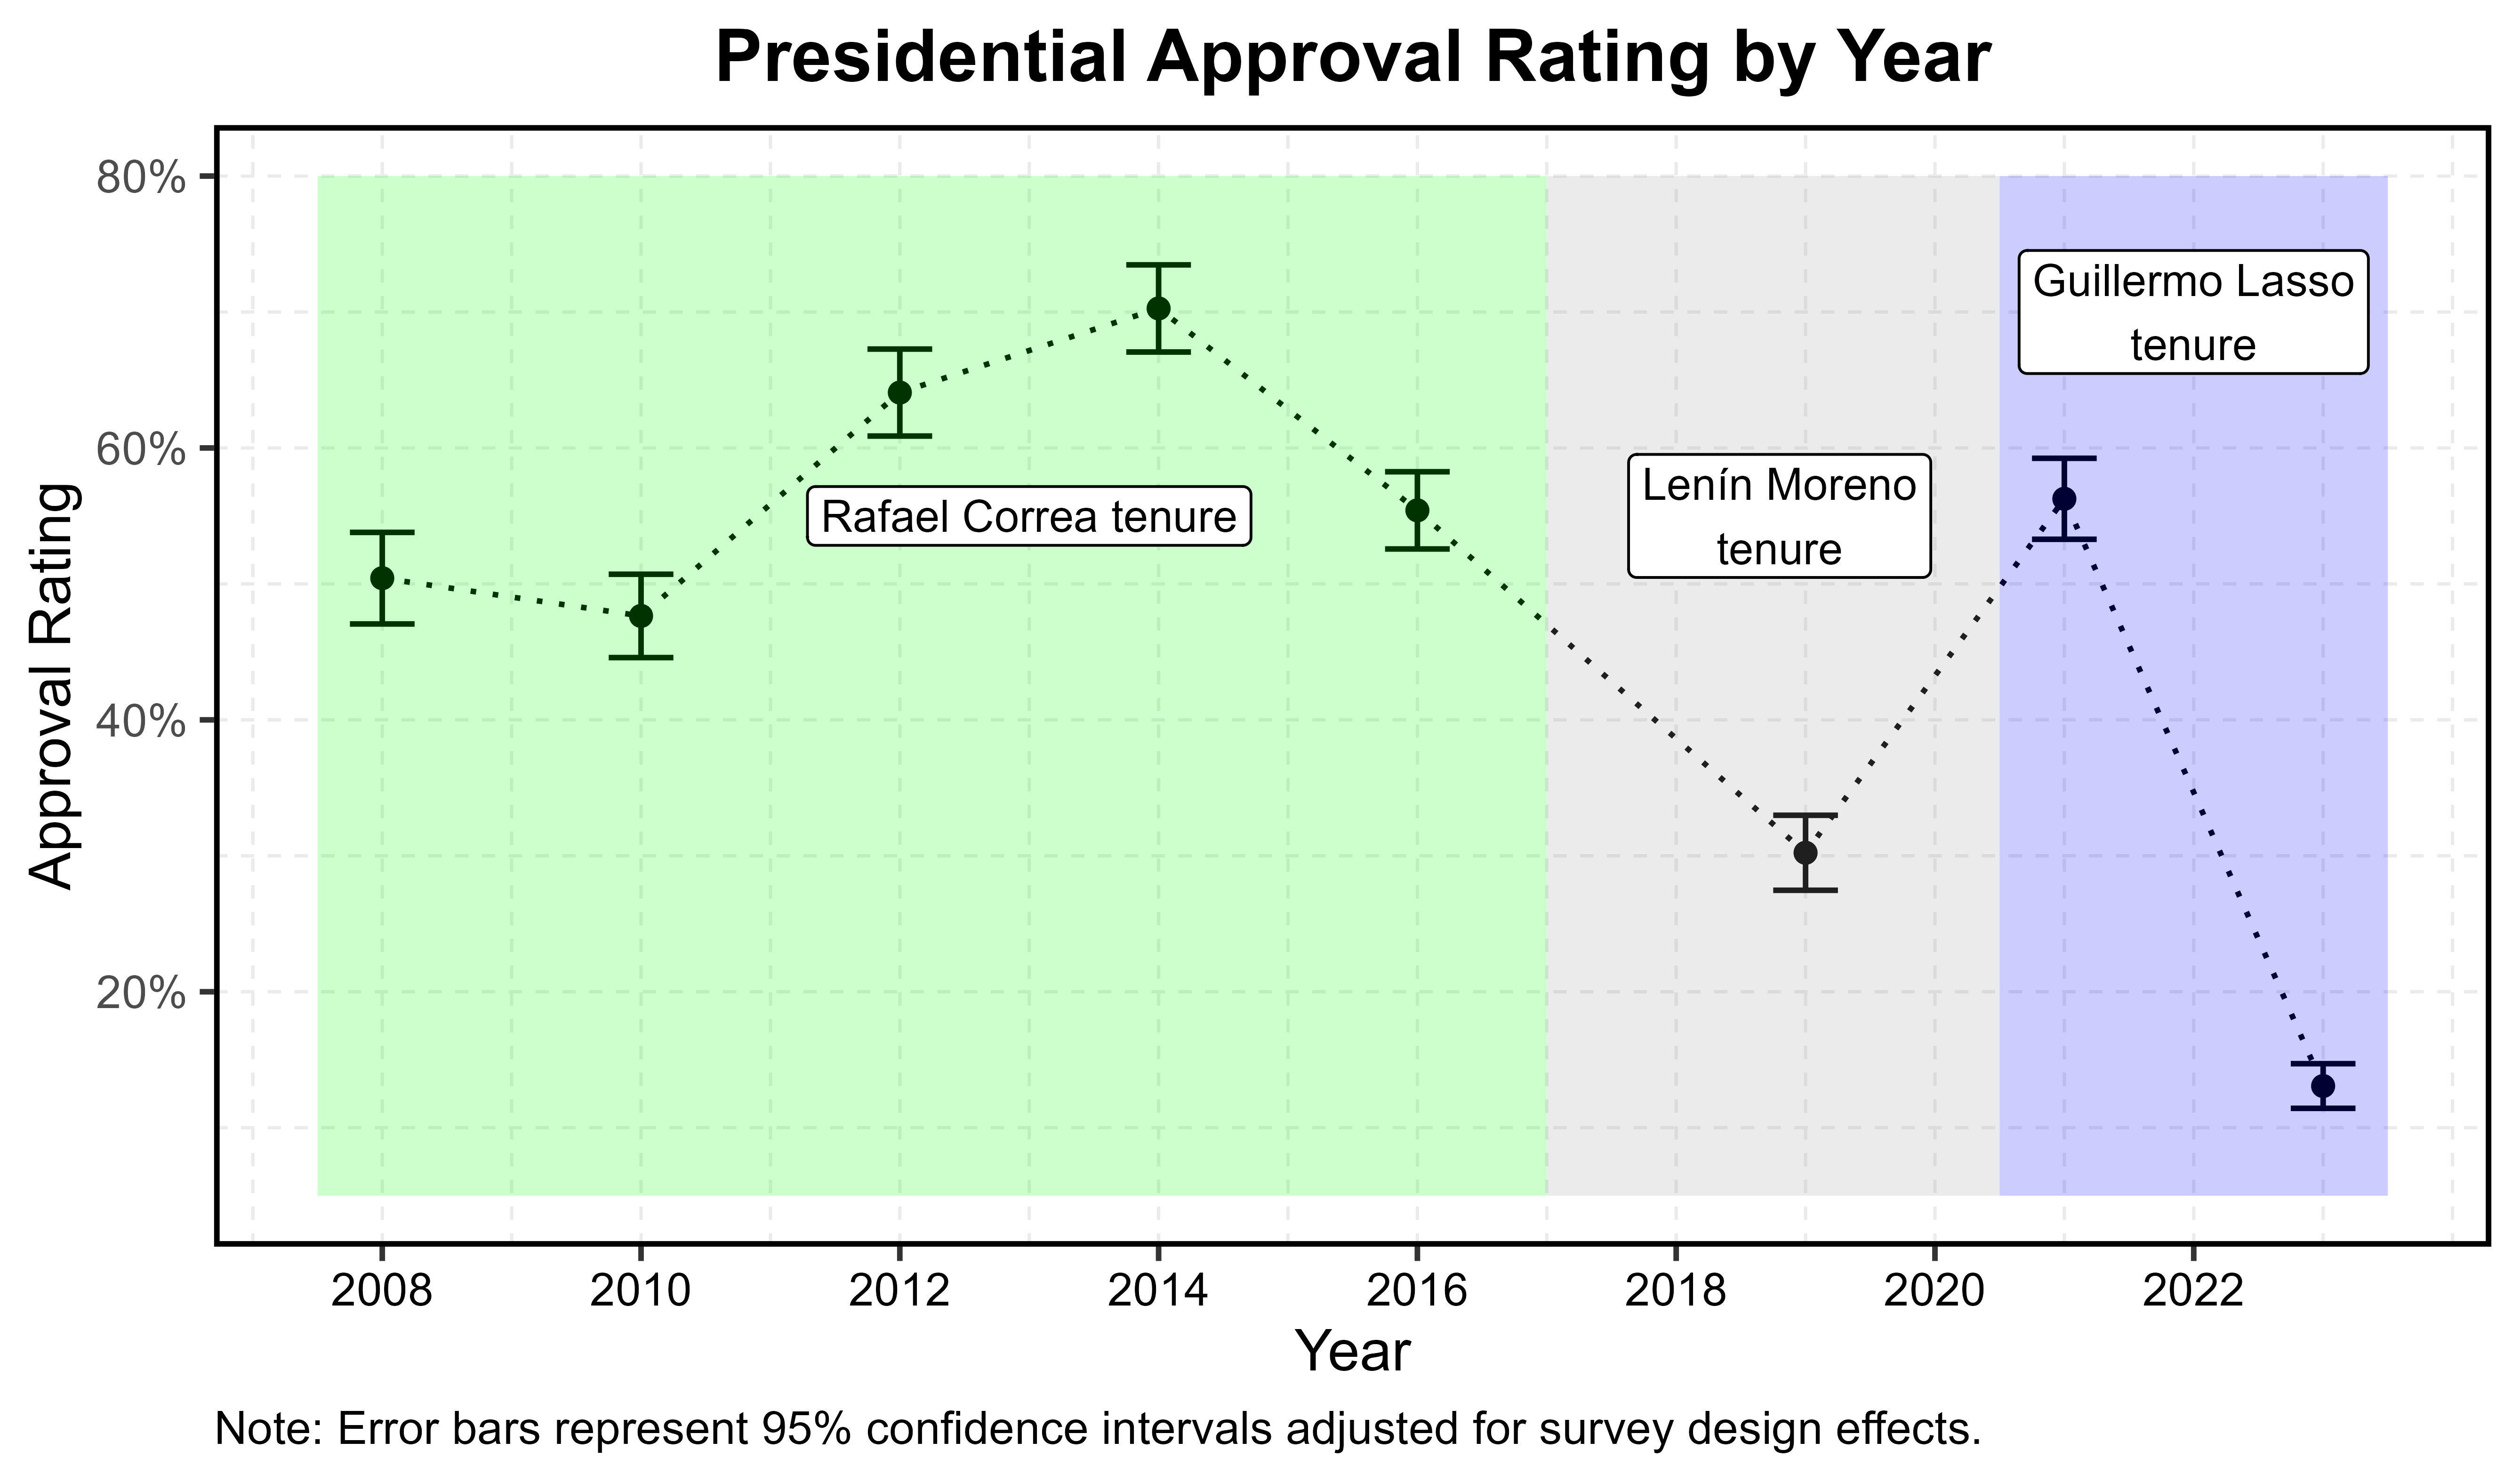 Presidential Approval Rating by Year
80%
60%
40%
20%
Approval Rating
Guillermo Lasso
tenure
Lenín Moreno
tenure
Rafael Correa tenure
2008
2010
2012
2014
2016
2018
2020
2022
Year
Note: Error bars represent 95% confidence intervals adjusted for survey design effects.